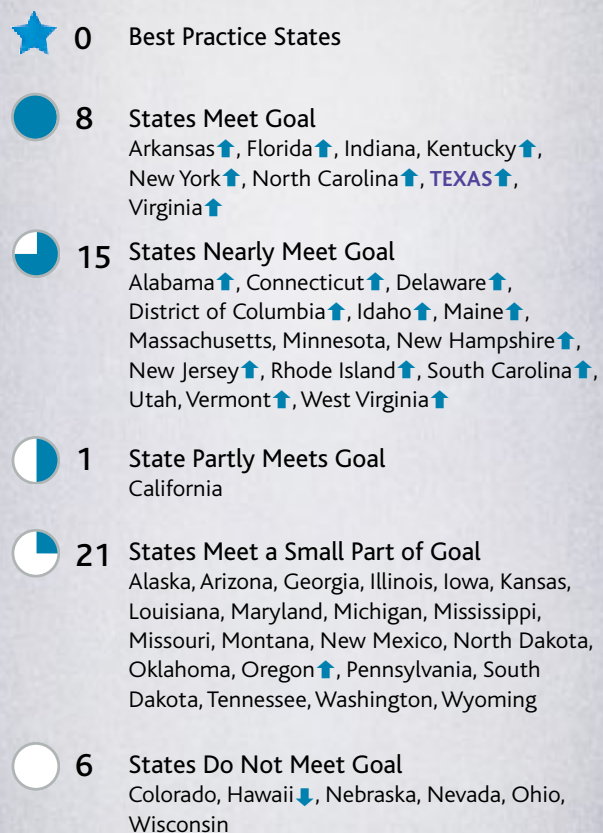 0 Best Practice States
8 States Meet Goal
Arkansas⬆, Florida⬆, Indiana, Kentucky⬆,
New York⬆, North Carolina⬆, TEXAS⬆,
Virginia⬆
15 States Nearly Meet Goal
Alabama⬆, Connecticut⬆, Delaware⬆,
District of Columbia⬆, Idaho⬆, Maine⬆,
Massachusetts, Minnesota, New Hampshire⬆,
New Jersey⬆, Rhode Island⬆, South Carolina⬆,
Utah, Vermont⬆, West Virginia⬆
1 State Partly Meets Goal
California
21 States Meet a Small Part of Goal
Alaska, Arizona, Georgia, Illinois, Iowa, Kansas,
Louisiana, Maryland, Michigan, Mississippi,
Missouri, Montana, New Mexico, North Dakota,
Oklahoma, Oregon⬆, Pennsylvania, South
Dakota, Tennessee, Washington, Wyoming
6 States Do Not Meet Goal
Colorado, Hawaii⬇, Nebraska, Nevada, Ohio,
Wisconsin